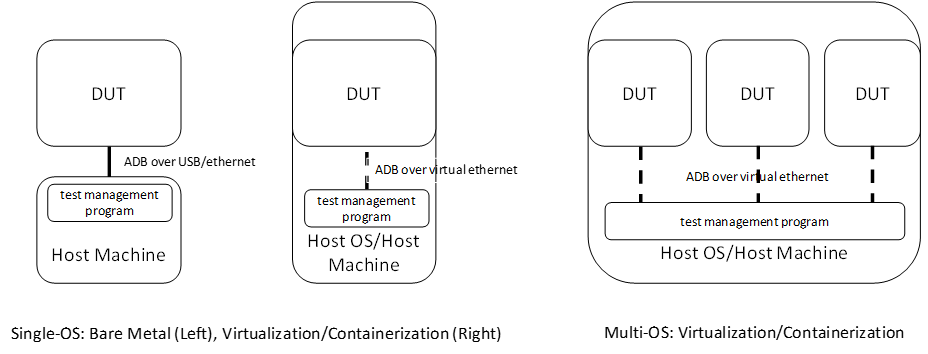 DUT
ADB over USB/ethernet
test management
program
Host Machine
DUT
ADB over virtual ethernet
test management
program
Host OS/Host
Machine
Single-OS: Bare Metal (Left), Virtualization/Containerization (Right)
DUT
DUT
DUT
ADB over virtual ethernet
test management program
Host OS/Host Machine
Multi-OS: Virtualization/Containerization